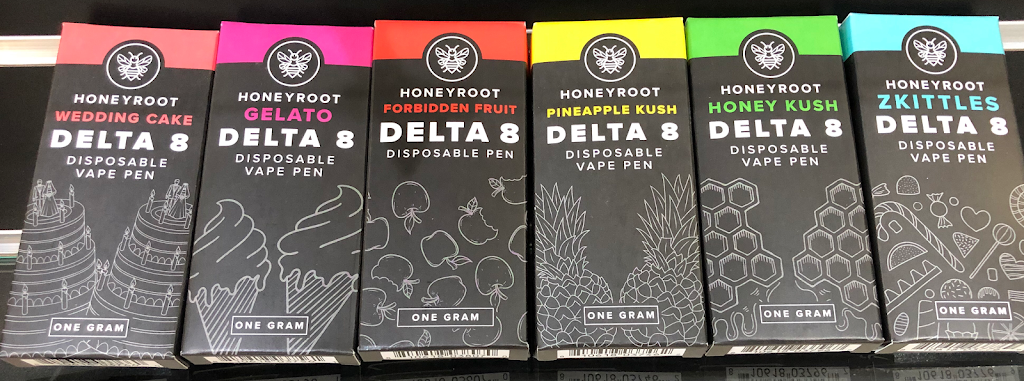 HONEYROOT
WEDDING CAKE
DELTA 8
DISPOSABLE
VAPE PEN
ONE GRAM
HONEYROOT
GELATO
DELTA 8
DISPOSABLE
VAPE PEN
ONE GRAM
HONEYROOT
FORBIDDEN FRUIT
DELTA 8
DISPOSABLE PEN
ONE GRAM
HONEYROOT
PINEAPPLE KUSH
DELTA 8
DISPOSABLE
VAPE PEN
ONE GRAM
HONEYROOT
HONEY KUSH
DELTA 8
DISPOSABLE
VAPE PEN
ONE GRAM
HONEYROOT
ZKITTLES
DELTA 8
DISPOSABLE
VAPE PEN
ONE GRAM